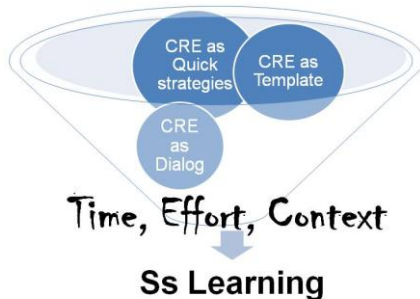 CRE as
Quick
strategies
CRE as
Template
CRE
as
Dialog
Time, Effort, Context
Ss Learning